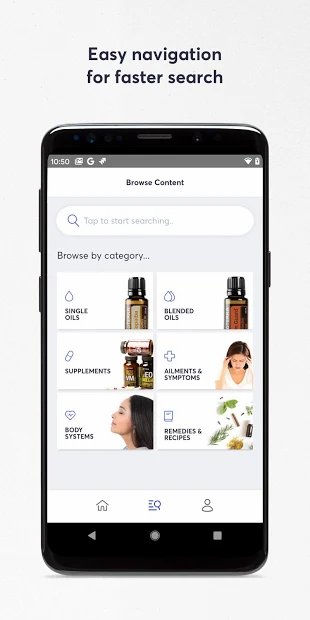 Easy navigation
for faster search
10:50
Browse Content
Tap to start searching..
Browse by category...
SINGLE
OILS
BLENDED
OILS
SUPPLEMENTS
AILMENTS &
SYMPTOMS
BODY
SYSTEMS
REMEDIES &
RECIPES